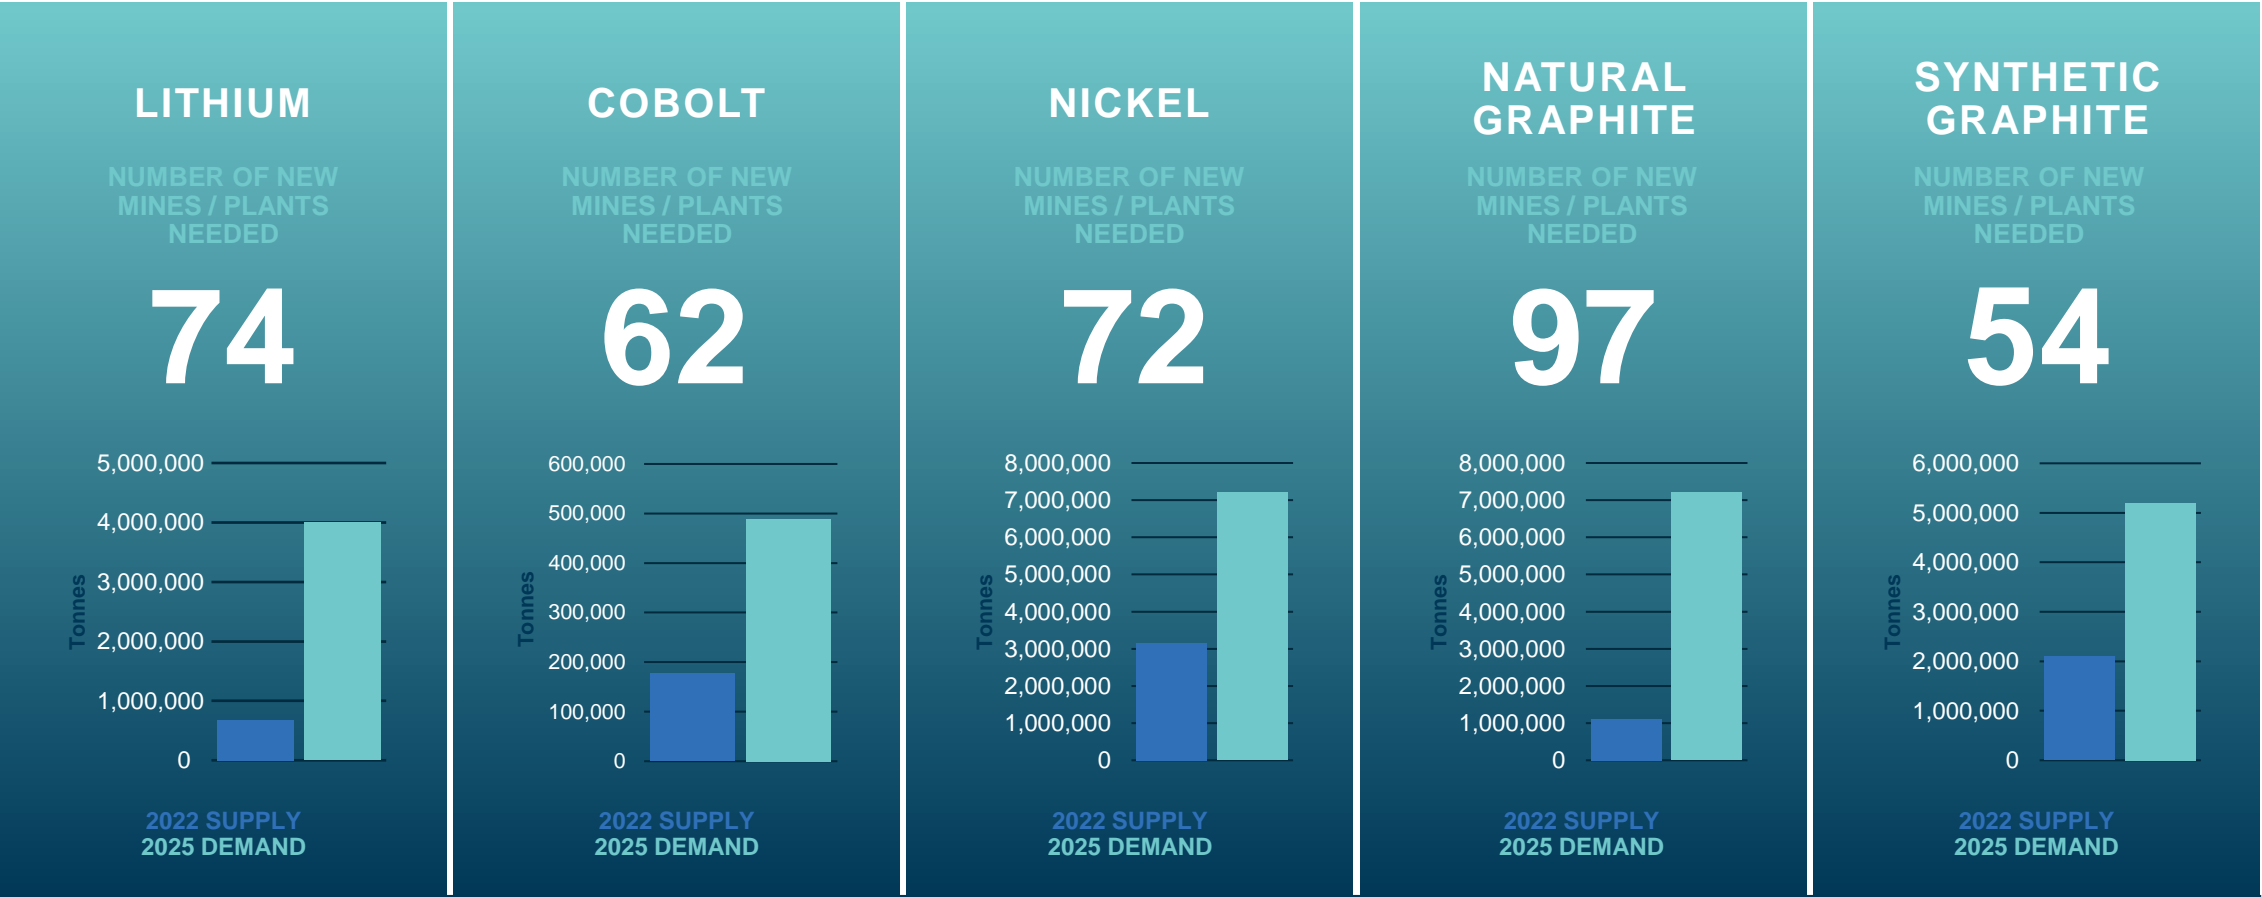 LITHIUM
NUMBER OF NEW
MINES / PLANTS
NEEDED
74
5,000,000
4,000,000
3,000,000
2,000,000
1,000,000
0
Tonnes
2022 SUPPLY
2025 DEMAND
COBOLT
NUMBER OF NEW
MINES / PLANTS
NEEDED
62
600,000
500,000
400,000
300,000
200,000
100,000
0
Tonnes
2022 SUPPLY
2025 DEMAND
NICKEL
NUMBER OF NEW
MINES / PLANTS
NEEDED
72
8,000,000
7,000,000
6,000,000
5,000,000
4,000,000
3,000,000
2,000,000
1,000,000
0
Tonnes
2022 SUPPLY
2025 DEMAND
NATURAL
GRAPHITE
NUMBER OF NEW
MINES / PLANTS
NEEDED
97
8,000,000
7,000,000
6,000,000
5,000,000
4,000,000
3,000,000
2,000,000
1,000,000
0
Tonnes
2022 SUPPLY
2025 DEMAND
SYNTHETIC
GRAPHITE
NUMBER OF NEW
MINES / PLANTS
NEEDED
54
6,000,000
5,000,000
4,000,000
3,000,000
2,000,000
1,000,000
0
Tonnes
2022 SUPPLY
2025 DEMAND